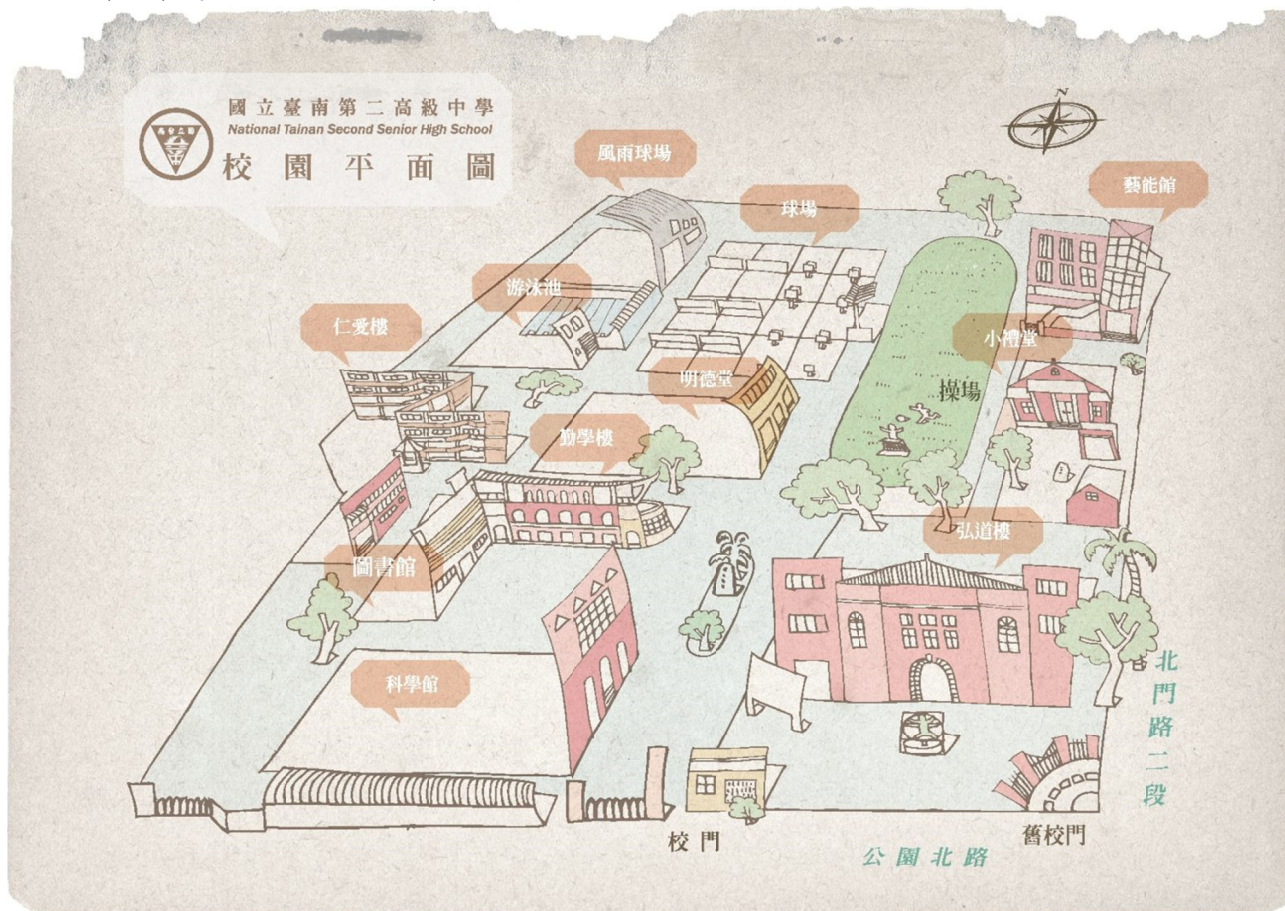 國立臺南第二高級中學
National Tainan Second Senior High School
校園平面圖
N
風雨球場
球場
藝能館
游泳池
仁愛樓
小禮堂
明德堂
操場
勤學樓
弘道樓
圖書館
科學館
北門路二段
校門
舊校門
公園北路